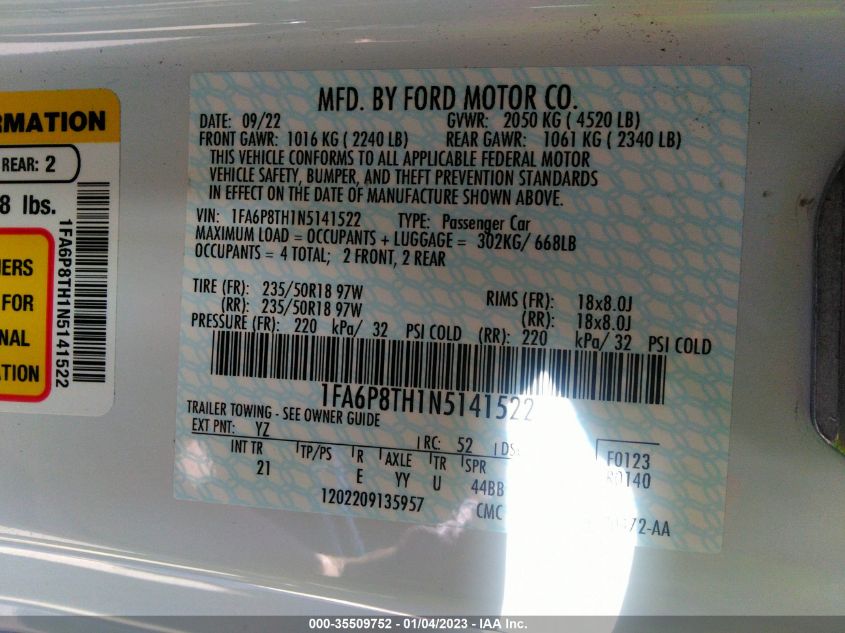 RMATION
REAR: 2
8 lbs.
1FA6P8TH1N5141522
FOR
MFD. BY FORD MOTOR CO.
DATE: 09/22 GVWR: 2050 KG ( 4520 LB)
FRONT GAWR: 1016 KG ( 2240 LB) REAR GAWR: 1061 KG ( 2340 LB)
THIS VEHICLE CONFORMS TO ALL APPLICABLE FEDERAL MOTOR
VEHICLE SAFETY, BUMPER, AND THEFT PREVENTION STANDARDS
IN EFFECT ON THE DATE OF MANUFACTURE SHOWN ABOVE.
VIN: 1FA6P8TH1N5141522 TYPE: Passenger Car
MAXIMUM LOAD = OCCUPANTS + LUGGAGE = 302KG/ 668LB
OCCUPANTS = 4 TOTAL; 2 FRONT, 2 REAR
TIRE (FR): 235/50R18 97W RIMS (FR): 18x8.0J
(RR): 235/50R18 97W (RR): 18x8.0J
PRESSURE (FR): 220 kPa/ 32 PSI COLD (RR): 220 kPa/ 32 PSI COLD
1FA6P8TH1N5141522
TRAILER TOWING - SEE OWNER GUIDE
EXT PNT: YZ RC: 52 DS
INT TR TP/PS R AXLE TR SPR F0123
21 E YY U 44BB R0140
1202209135957 CMC 72-AA
000-35509752 — 01/04/2023 — IAA Inc.